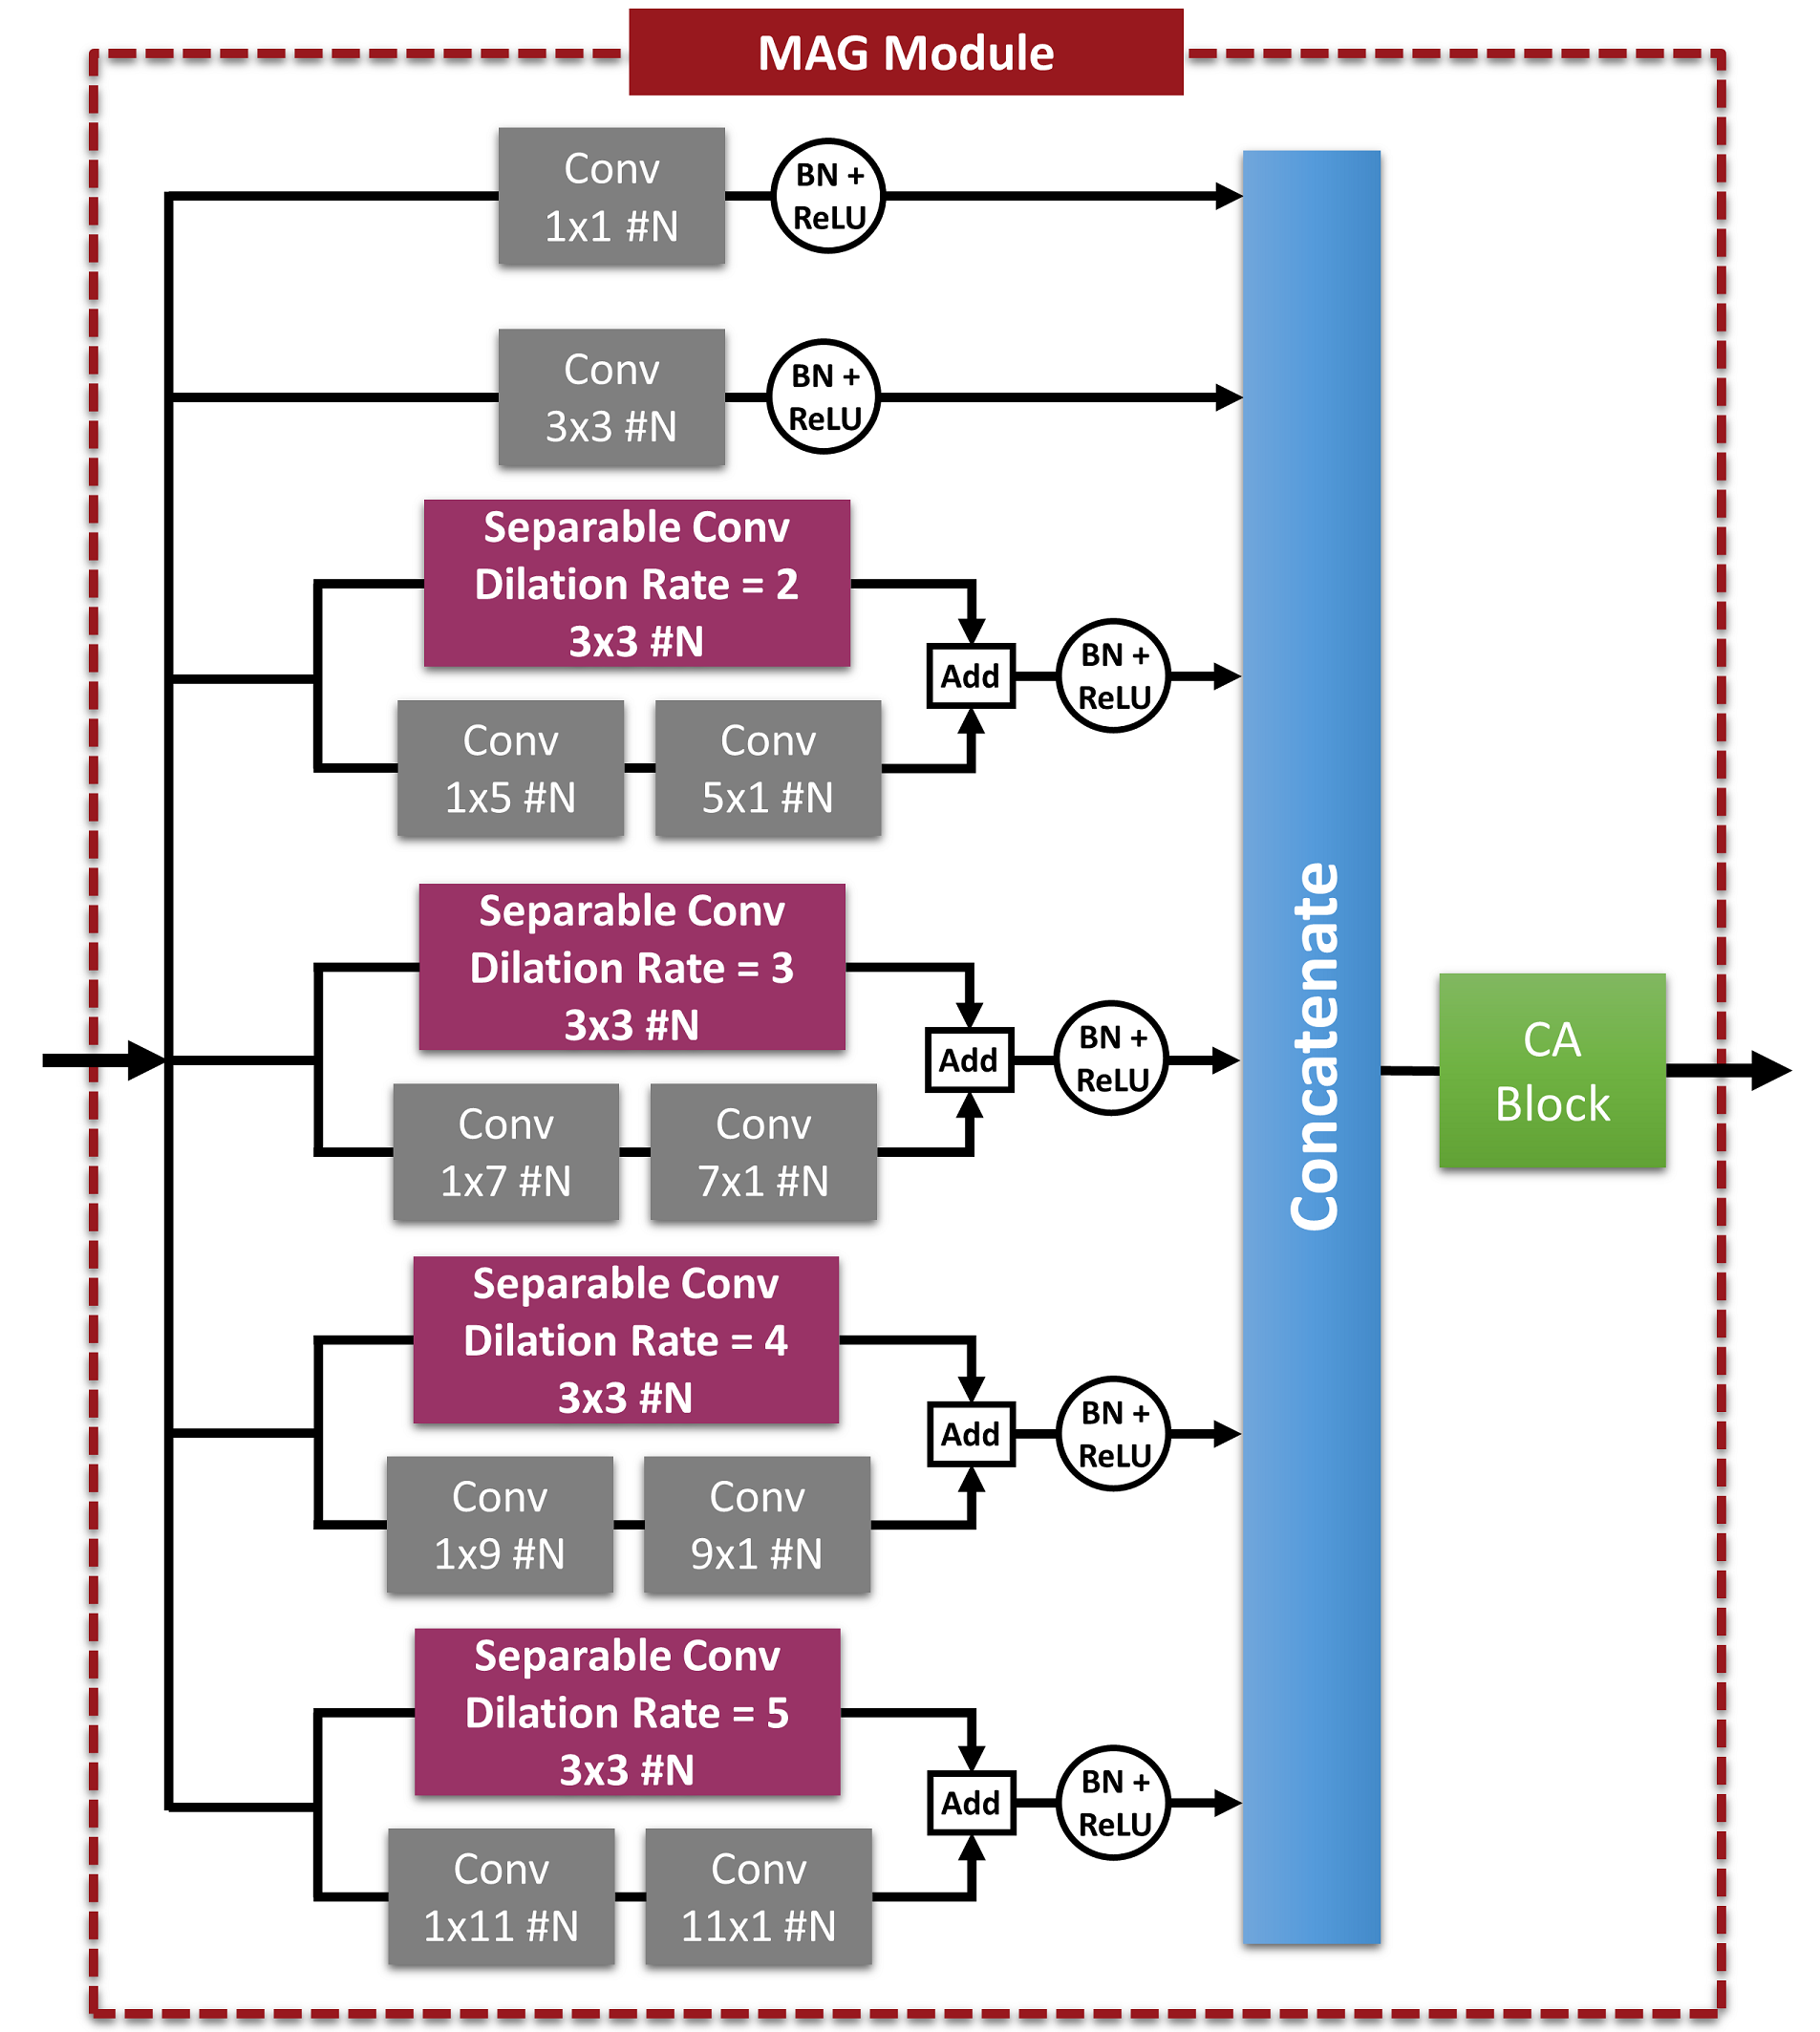 MAG Module
Conv
1x1 #N
BN +
ReLU
Conv
3x3 #N
BN +
ReLU
Separable Conv
Dilation Rate = 2
3x3 #N
Conv
1x5 #N
Conv
5x1 #N
Add
BN +
ReLU
Separable Conv
Dilation Rate = 3
3x3 #N
Conv
1x7 #N
Conv
7x1 #N
Add
BN +
ReLU
Separable Conv
Dilation Rate = 4
3x3 #N
Conv
1x9 #N
Conv
9x1 #N
Add
BN +
ReLU
Separable Conv
Dilation Rate = 5
3x3 #N
Conv
1x11 #N
Conv
11x1 #N
Add
BN +
ReLU
Concatenate
CA
Block